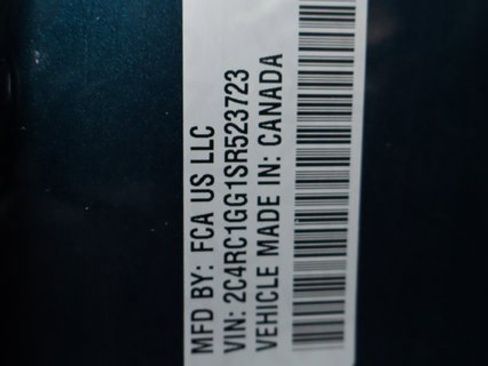 MFD BY: FCA US LLC
VIN: 2C4RC1GG1SR523723
VEHICLE MADE IN: CANADA